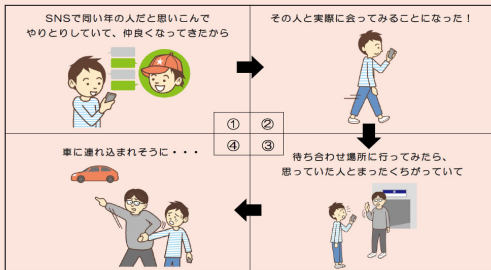 SNSで同い年の人だと思いこんで
やりとりしていて、仲良くなってきたから
その人と実際に会ってみることになった！
①
②
④
③
待ち合わせ場所に行ってみたら、
思っていた人とまったくちがっていて
車に連れ込まれそうに・・・